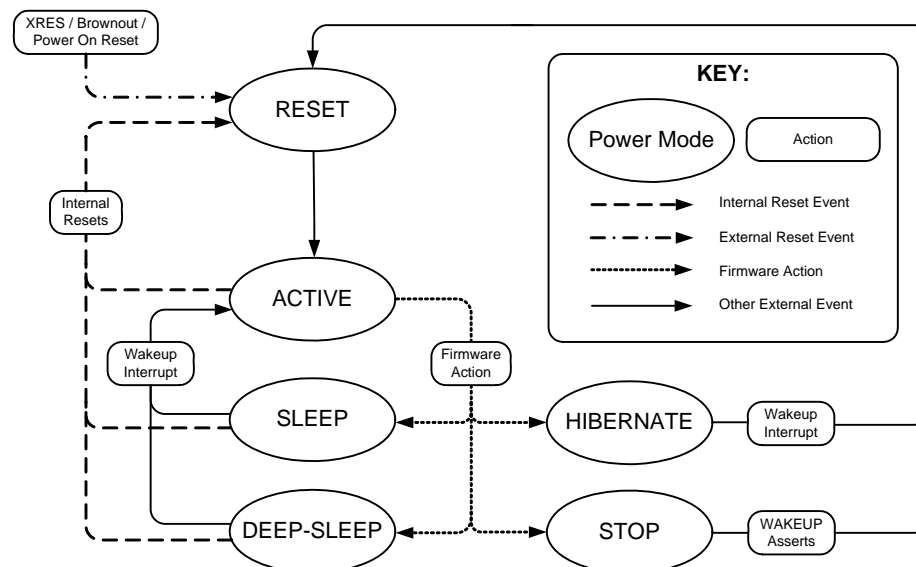 XRES / Brownout /
Power On Reset
RESET
KEY:
Power Mode
Action
Internal
Resets
Internal Reset Event
External Reset Event
Firmware Action
Other External Event
ACTIVE
Wakeup
Interrupt
Firmware
Action
SLEEP
HIBERNATE
Wakeup
Interrupt
DEEP-SLEEP
STOP
WAKEUP
Asserts